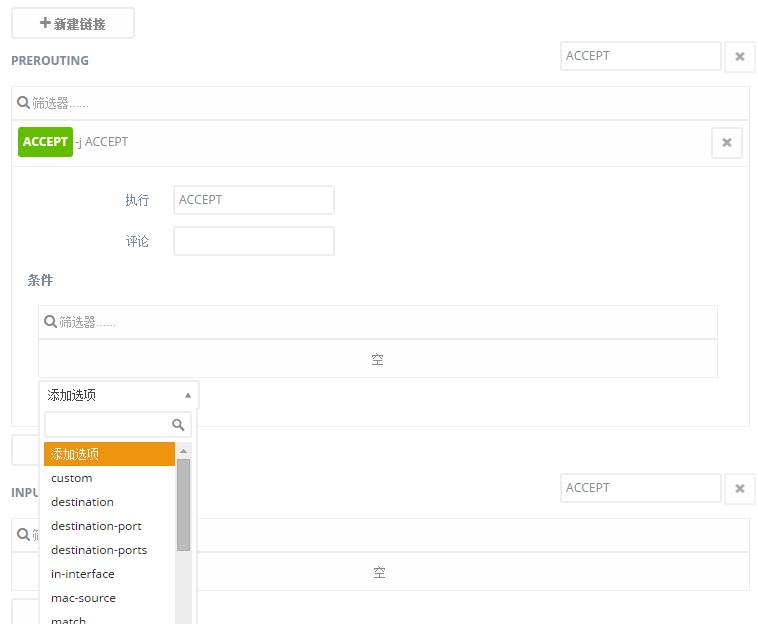 新建链接
PREROUTING
ACCEPT
筛选器......
ACCEPT -j ACCEPT
执行 ACCEPT
评论
条件
筛选器......
空
添加选项
添加选项
custom
destination
destination-port
destination-ports
in-interface
mac-source
match
INPU
ACCEPT
空